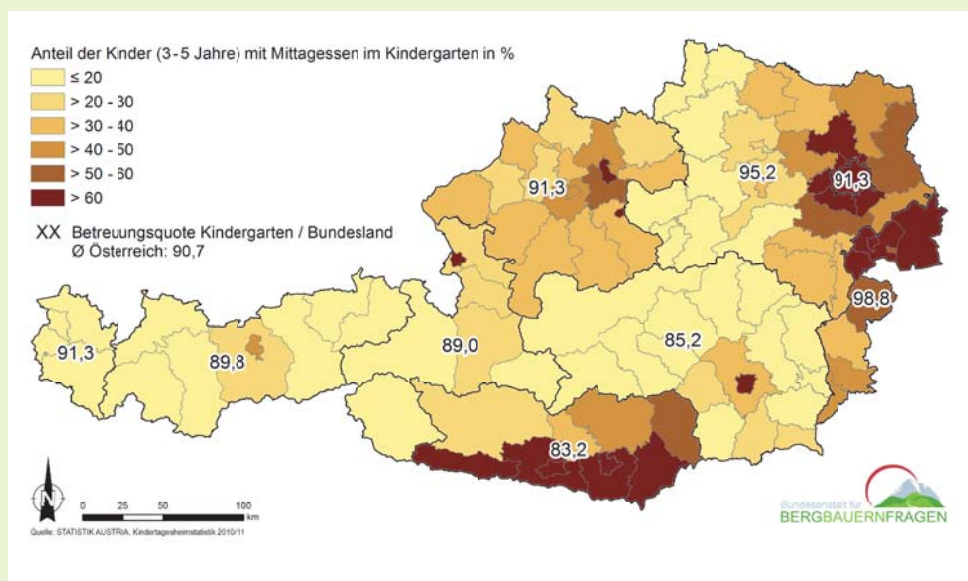 Anteil der Kinder (3-5 Jahre) mit Mittagessen im Kindergarten in %
≤ 20
> 20 - 30
> 30 - 40
> 40 - 50
> 50 - 60
> 60
XX Betreuungsquote Kindergarten / Bundesland
Ø Österreich: 90,7
91,3
95,2
91,3
98,8
91,3
89,8
89,0
85,2
83,2
N
0 25 50 100
km
Quelle: STATISTIK AUSTRIA, Kindertagesheimstatistik 2010/11
Bundesanstalt für
BERGBAUERNFRAGEN